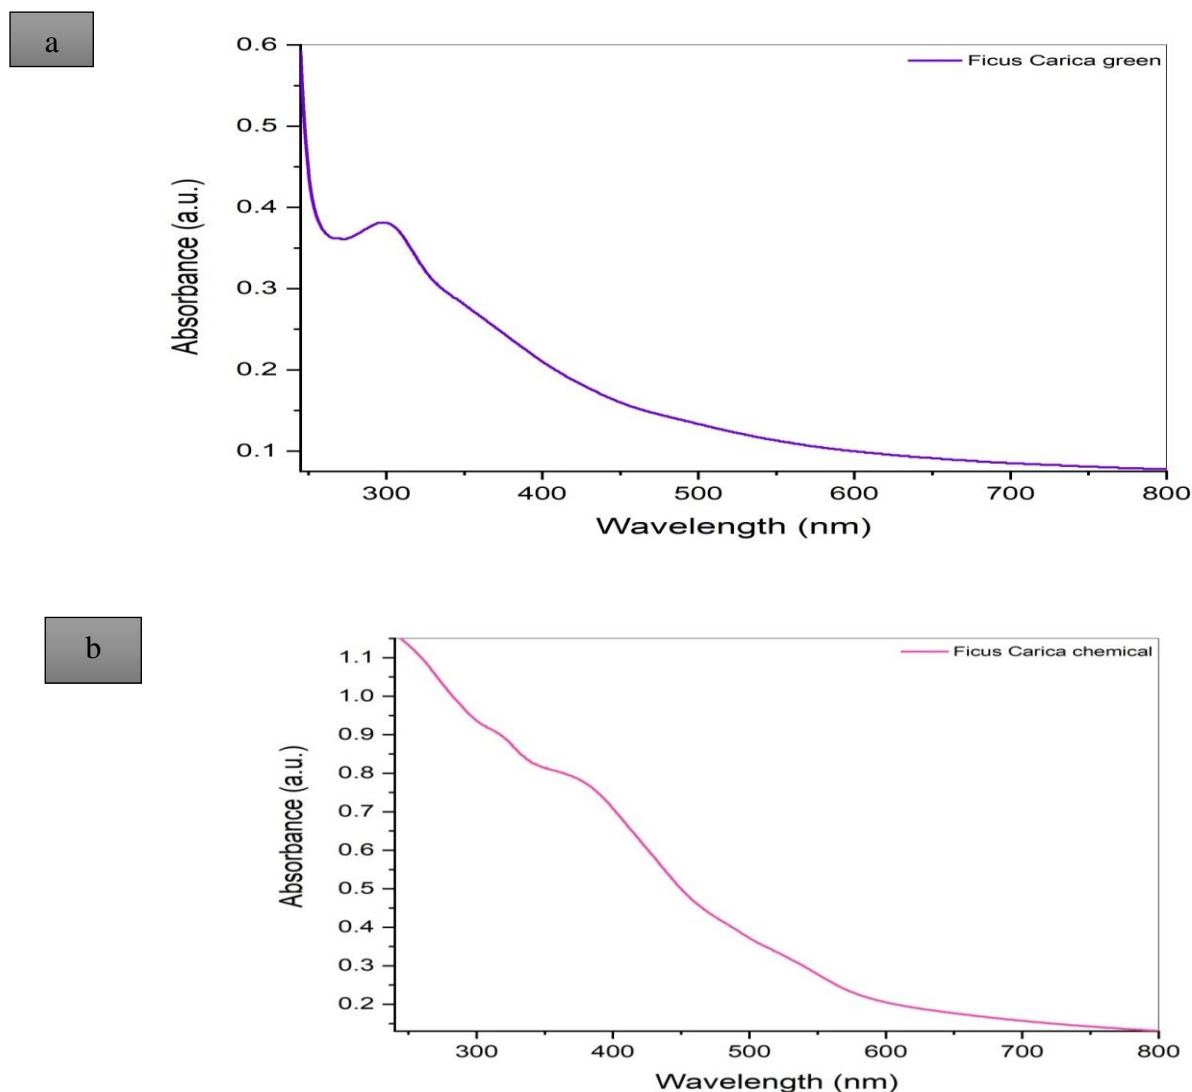 a
Ficus Carica green
0.6
0.5
0.4
0.3
0.2
0.1
Absorbance (a.u.)
300 400 500 600 700 800
Wavelength (nm)
b
Ficus Carica chemical
1.1
1.0
0.9
0.8
0.7
0.6
0.5
0.4
0.3
0.2
Absorbance (a.u.)
300 400 500 600 700 800
Wavelength (nm)